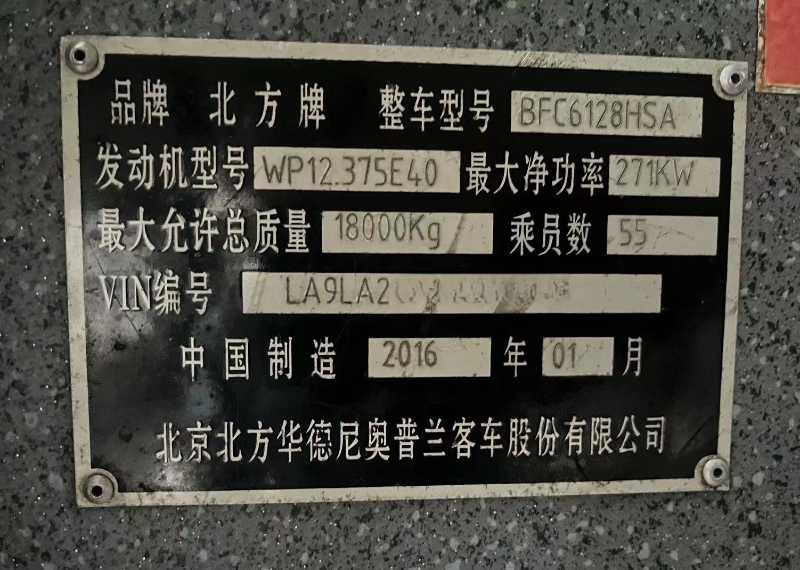 品牌 北方牌 整车型号 BFC6128HSA
发动机型号 WP12.375E40 最大净功率 271KW
最大允许总质量 18000Kg 乘员数 55
VIN编号 LA9LA2
中国制造 2016 年 01 月
北京北方华德尼奥普兰客车股份有限公司